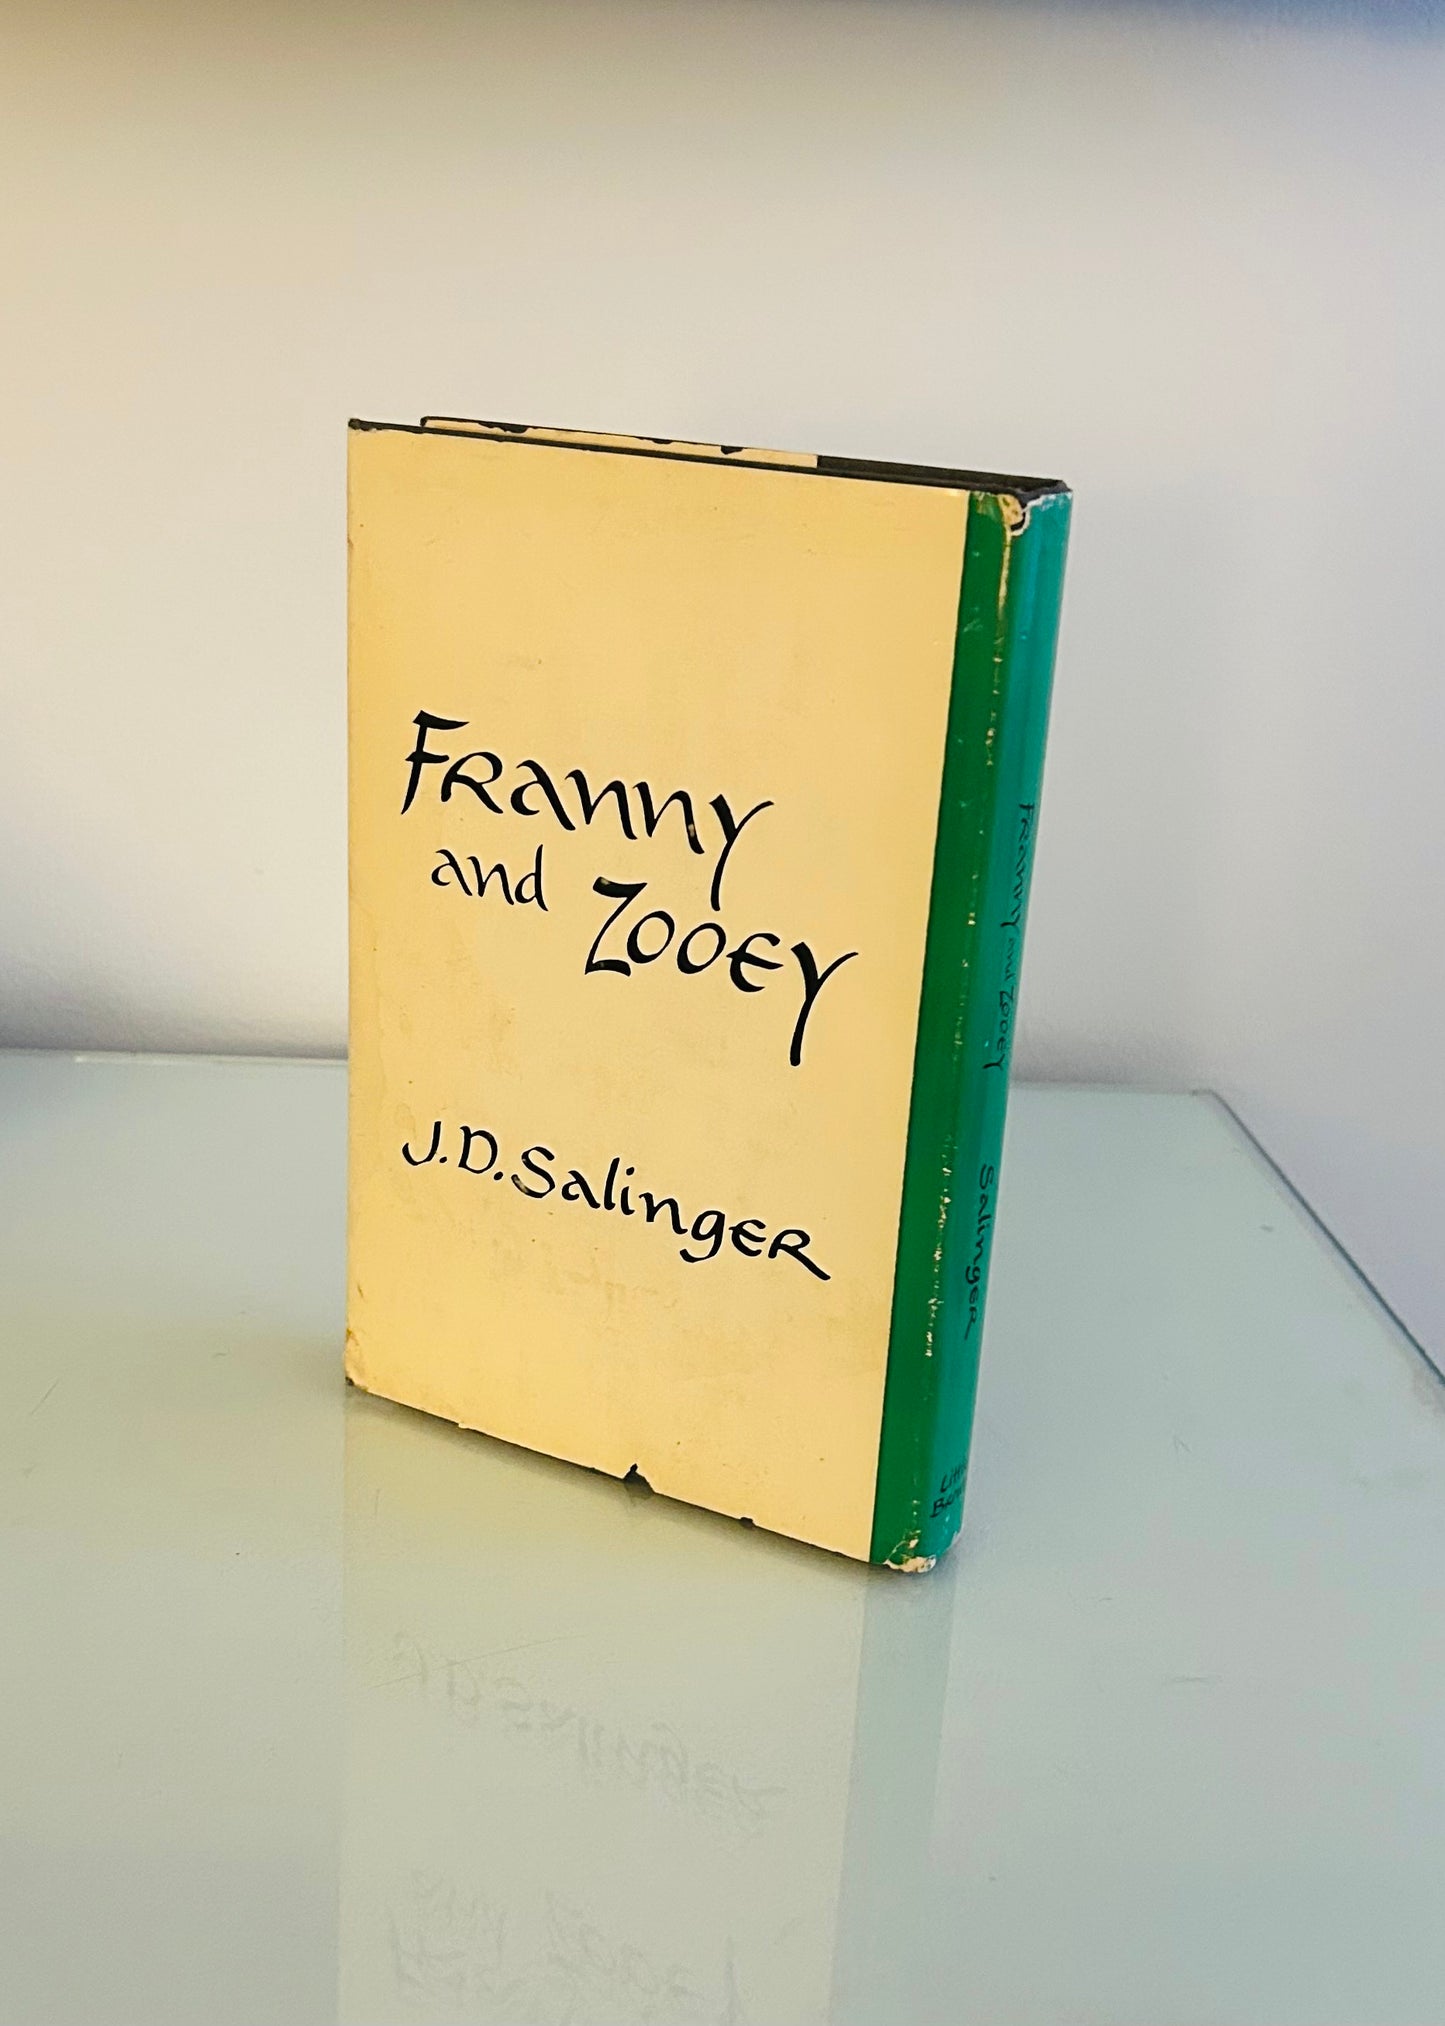 Franny
and Zooey
J.D. Salinger
Franny and Zooey
Salinger